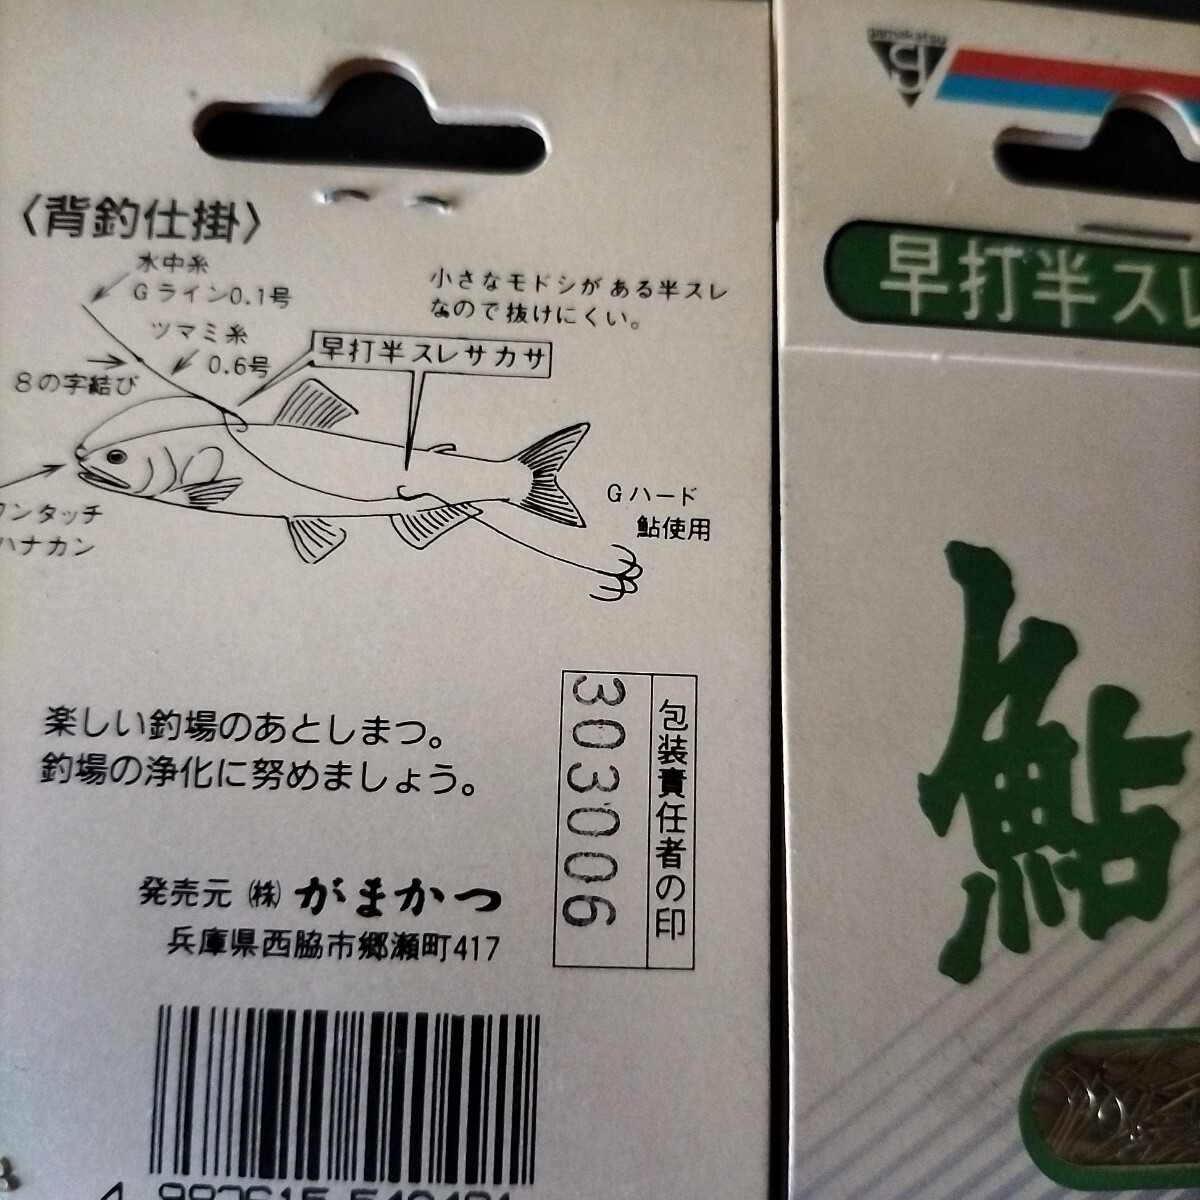 〈背釣仕掛〉
水中糸
Gライン0.1号
ツマミ糸
0.6号
8の字結び
小さなモドシがある半スレ
なので抜けにくい。
早打半スレサカサ
ワンタッチ
ハナカン
Gハード
鮎使用
楽しい釣場のあとしまつ。
釣場の浄化に努めましょう。
包装責任者の印
303006
発売元 ㈱ がまかつ
兵庫県西脇市郷瀬町417
gamakatsu
早打半スレ
鮎